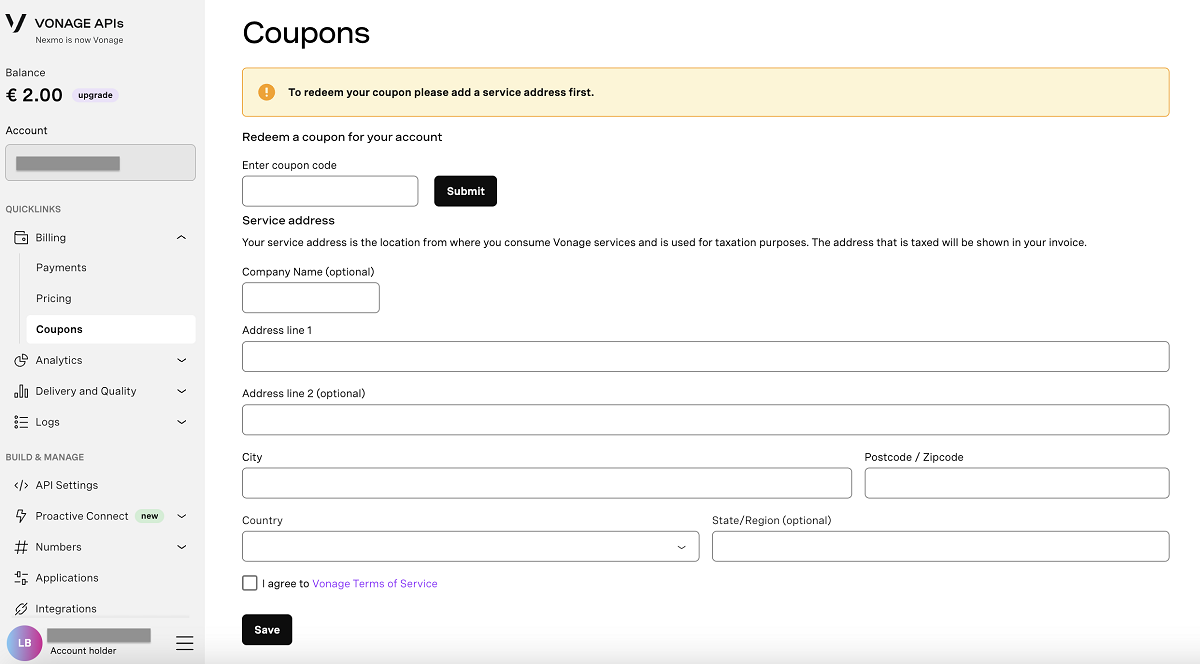 VONAGE APIs
Nexmo is now Vonage
Balance
€ 2.00 upgrade
Account
QUICKLINKS
Billing
Payments
Pricing
Coupons
Analytics
Delivery and Quality
Logs
BUILD & MANAGE
API Settings
Proactive Connect new
Numbers
Applications
Integrations
LB
Account holder
Coupons
To redeem your coupon please add a service address first.
Redeem a coupon for your account
Enter coupon code
Submit
Service address
Your service address is the location from where you consume Vonage services and is used for taxation purposes. The address that is taxed will be shown in your invoice.
Company Name (optional)
Address line 1
Address line 2 (optional)
City
Postcode / Zipcode
Country
State/Region (optional)
I agree to Vonage Terms of Service
Save